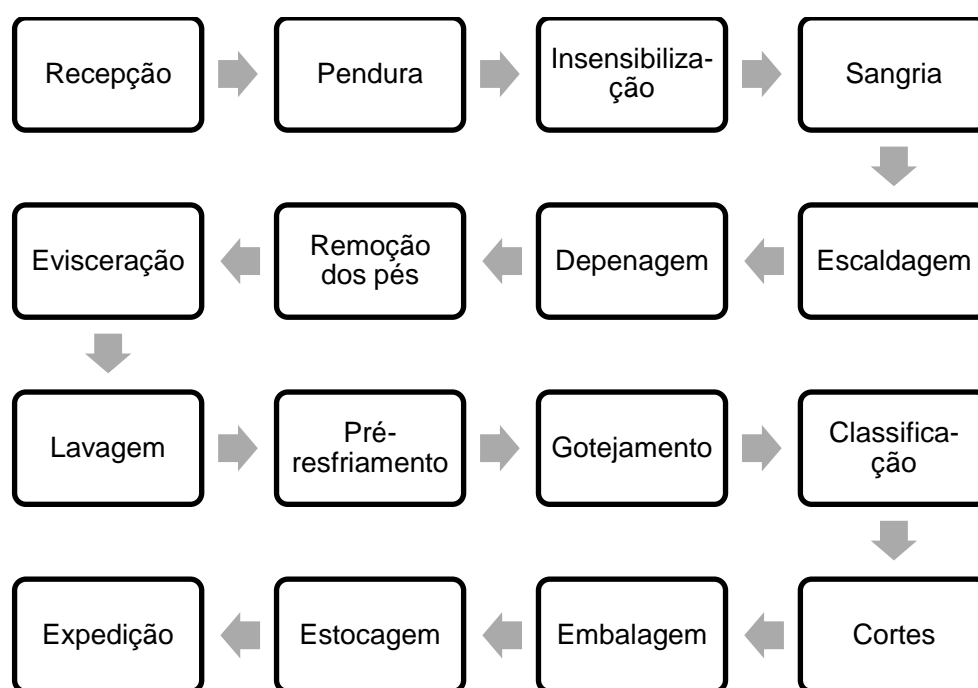 Recepção
Pendura
Insensibiliza-
ção
Sangria
Escaldagem
Depenagem
Remoção
dos pés
Evisceração
Lavagem
Pré-
resfriamento
Gotejamento
Classifica-
ção
Cortes
Embalagem
Estocagem
Expedição